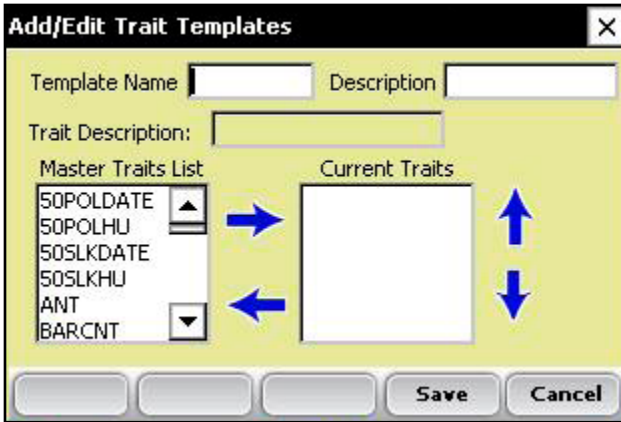 Add/Edit Trait Templates
Template Name Description
Trait Description:
Master Traits List Current Traits
50POLDATE
50POLHU
50SLKDATE
50SLKHU
ANT
BARCNT
Save Cancel